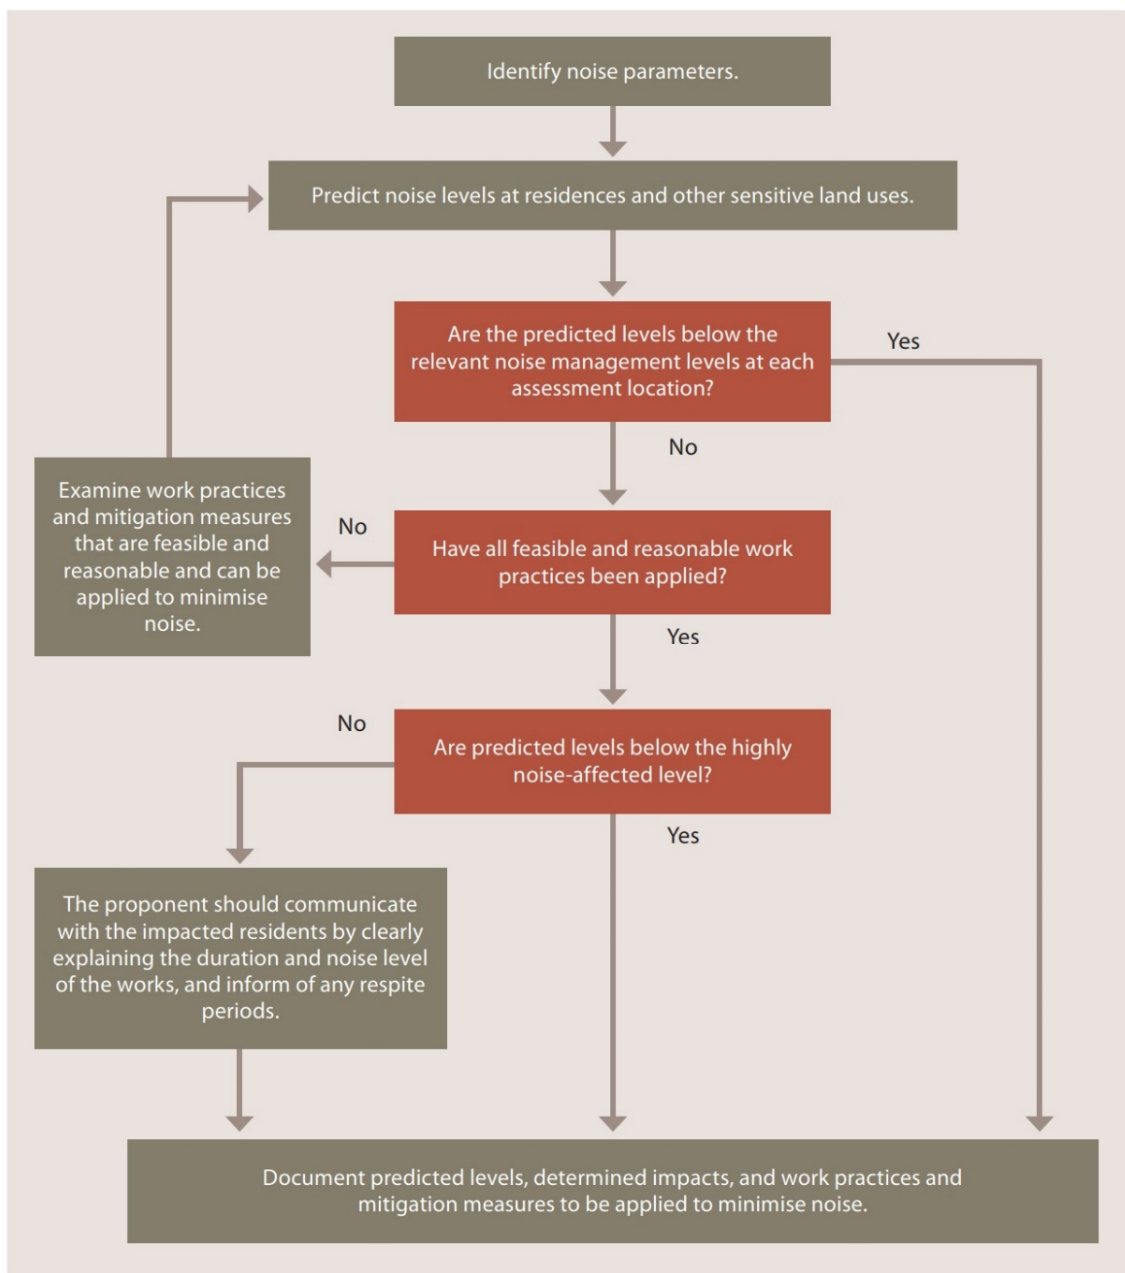 Identify noise parameters.
Predict noise levels at residences and other sensitive land uses.
Are the predicted levels below the
relevant noise management levels at each
assessment location?
Yes
No
Examine work practices
and mitigation measures
that are feasible and
reasonable and can be
applied to minimise
noise.
No
Have all feasible and reasonable work
practices been applied?
Yes
No
Are predicted levels below the highly
noise-affected level?
Yes
The proponent should communicate
with the impacted residents by clearly
explaining the duration and noise level
of the works, and inform of any respite
periods.
Document predicted levels, determined impacts, and work practices and
mitigation measures to be applied to minimise noise.